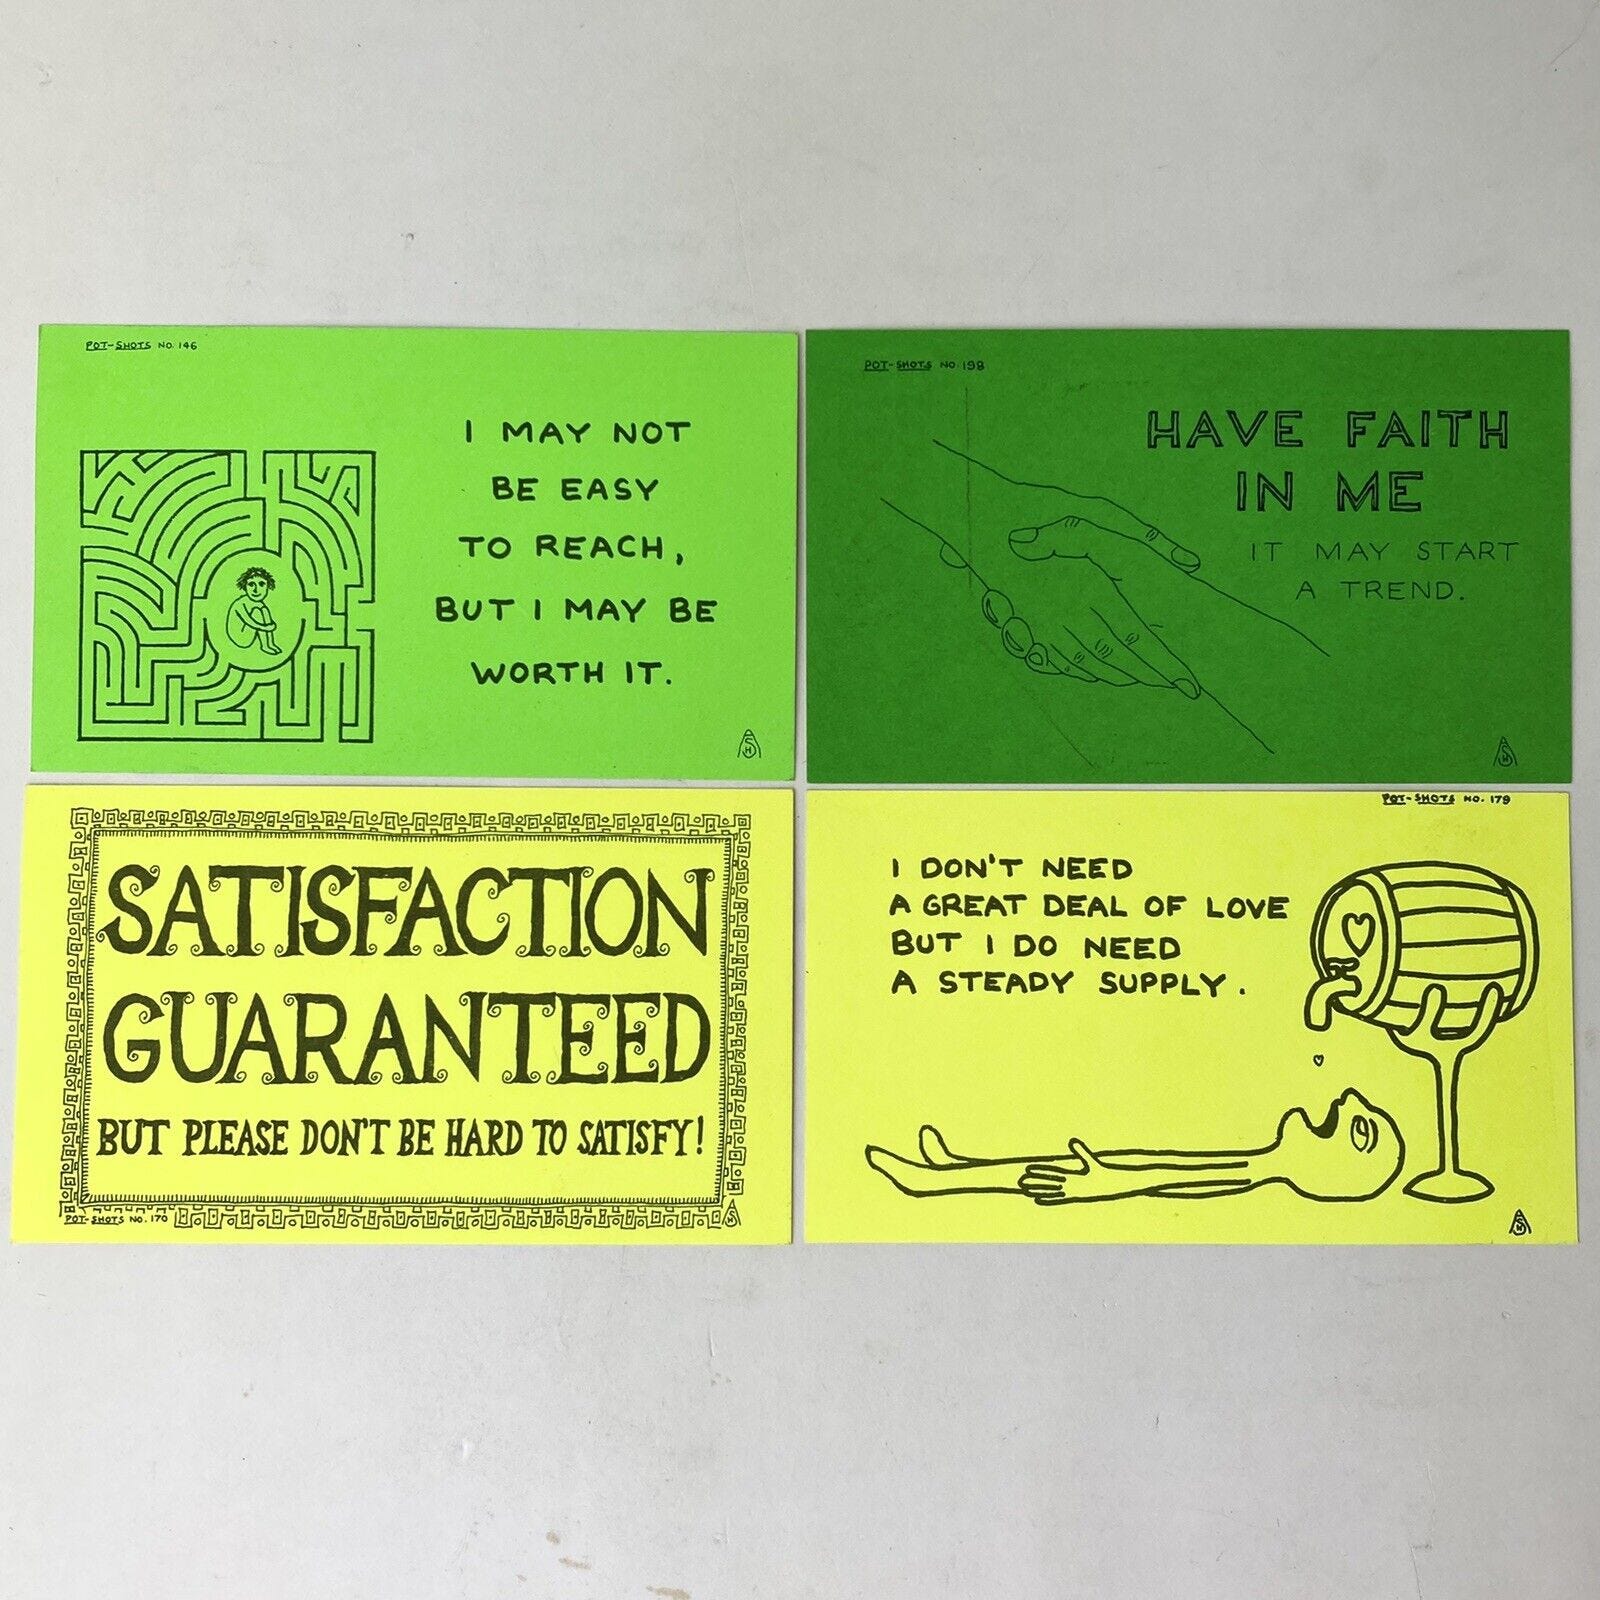 POT-SHOTS NO. 146
I MAY NOT
BE EASY
TO REACH,
BUT I MAY BE
WORTH IT.
POT-SHOTS NO. 198
HAVE FAITH
IN ME
IT MAY START
A TREND.
SATISFACTION
GUARANTEED
BUT PLEASE DON'T BE HARD TO SATISFY!
POT-SHOTS NO. 170
POT-SHOTS NO. 179
I DON'T NEED
A GREAT DEAL OF LOVE
BUT I DO NEED
A STEADY SUPPLY.